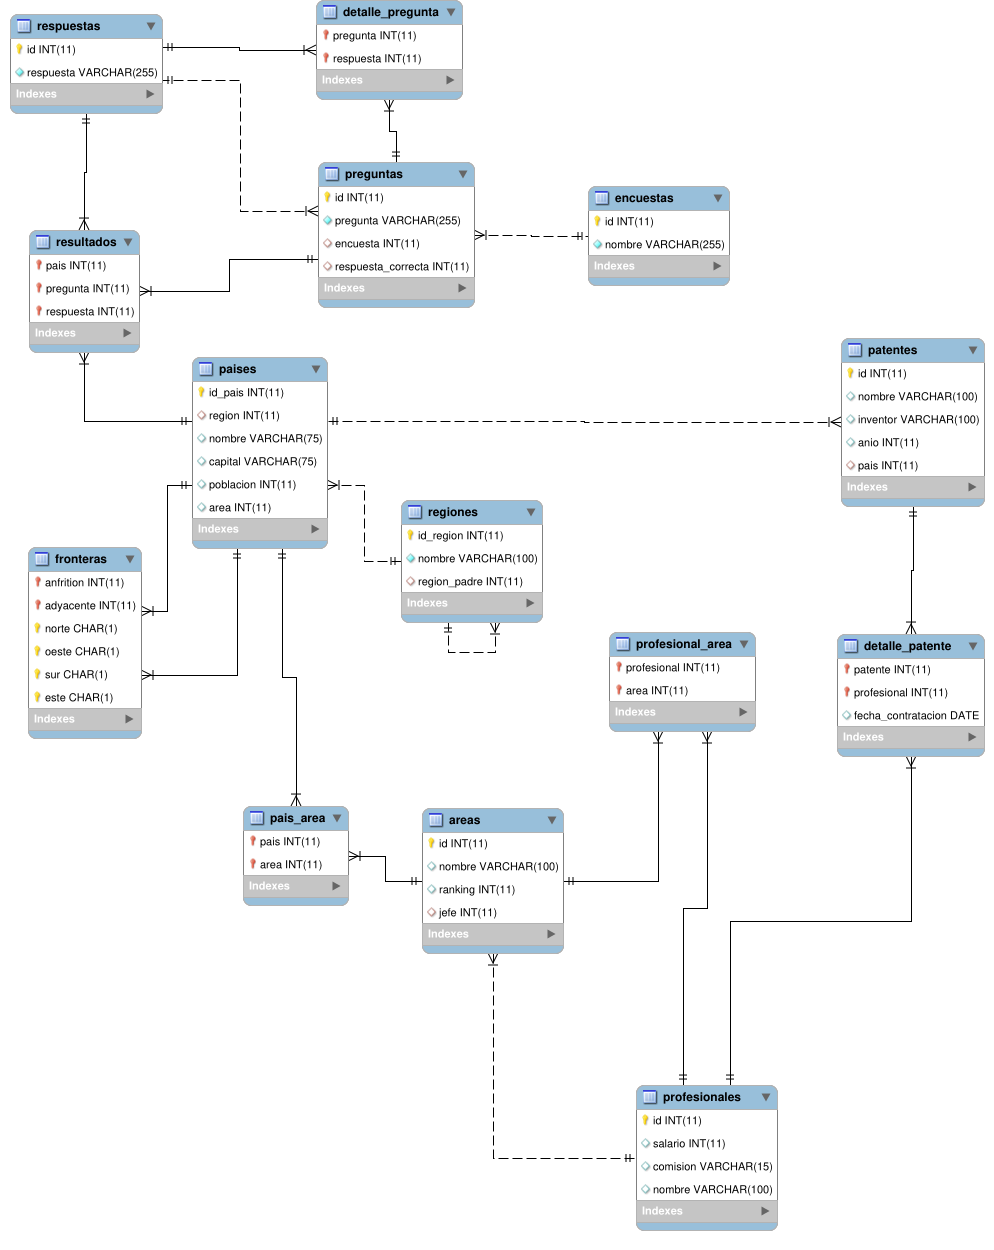 respuestas
id INT(11)
respuesta VARCHAR(255)
Indexes
detalle_pregunta
pregunta INT(11)
respuesta INT(11)
Indexes
preguntas
id INT(11)
pregunta VARCHAR(255)
encuesta INT(11)
respuesta_correcta INT(11)
Indexes
encuestas
id INT(11)
nombre VARCHAR(255)
Indexes
resultados
pais INT(11)
pregunta INT(11)
respuesta INT(11)
Indexes
paises
id_pais INT(11)
region INT(11)
nombre VARCHAR(75)
capital VARCHAR(75)
poblacion INT(11)
area INT(11)
Indexes
patentes
id INT(11)
nombre VARCHAR(100)
inventor VARCHAR(100)
anio INT(11)
pais INT(11)
Indexes
regiones
id_region INT(11)
nombre VARCHAR(100)
region_padre INT(11)
Indexes
fronteras
anfrition INT(11)
adyacente INT(11)
norte CHAR(1)
oeste CHAR(1)
sur CHAR(1)
este CHAR(1)
Indexes
profesional_area
profesional INT(11)
area INT(11)
Indexes
detalle_patente
patente INT(11)
profesional INT(11)
fecha_contratacion DATE
Indexes
pais_area
pais INT(11)
area INT(11)
Indexes
areas
id INT(11)
nombre VARCHAR(100)
ranking INT(11)
jefe INT(11)
Indexes
profesionales
id INT(11)
salario INT(11)
comision VARCHAR(15)
nombre VARCHAR(100)
Indexes